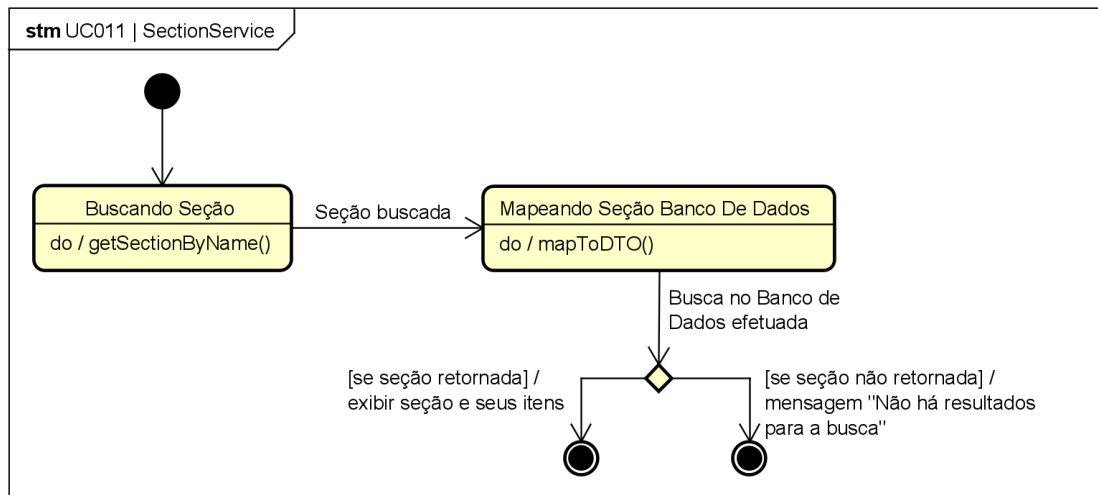 stm UC011 | SectionService
Buscando Seção
do / getSectionByName()
Seção buscada
Mapeando Seção Banco De Dados
do / mapToDTO()
Busca no Banco de
Dados efetuada
[se seção retornada] /
exibir seção e seus itens
[se seção não retornada] /
mensagem "Não há resultados
para a busca"